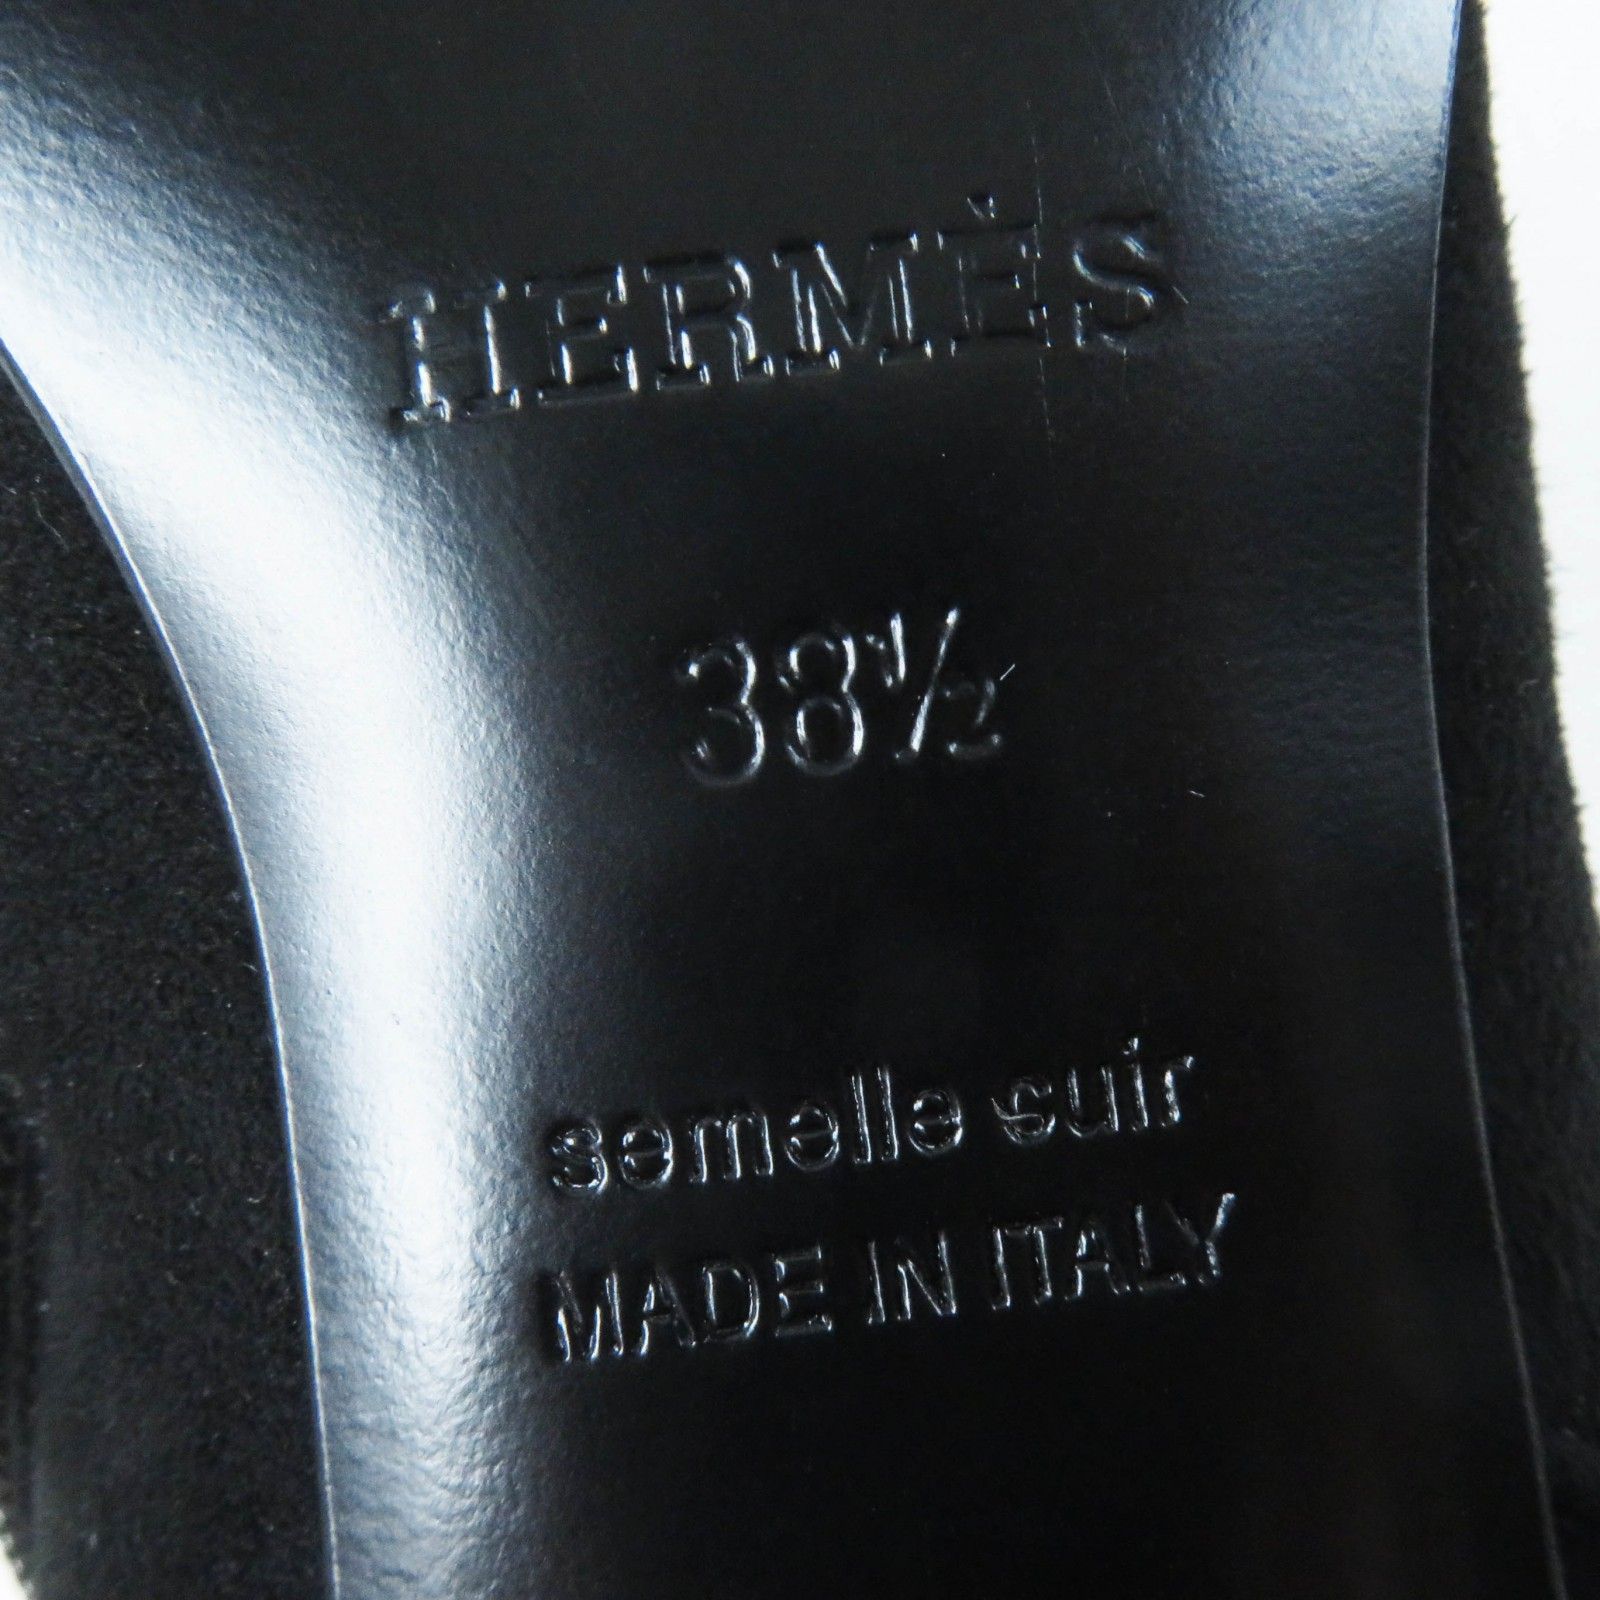 HERMÈS
38½
semelle cuir
MADE IN ITALY